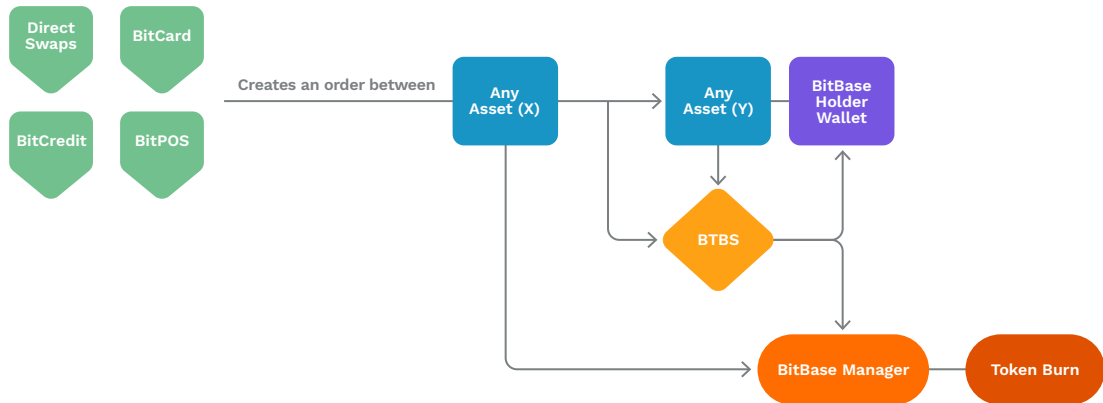 Direct
Swaps
BitCard
BitCredit
BitPOS
Creates an order between
Any
Asset (X)
Any
Asset (Y)
BitBase
Holder
Wallet
BTBS
BitBase Manager
Token Burn